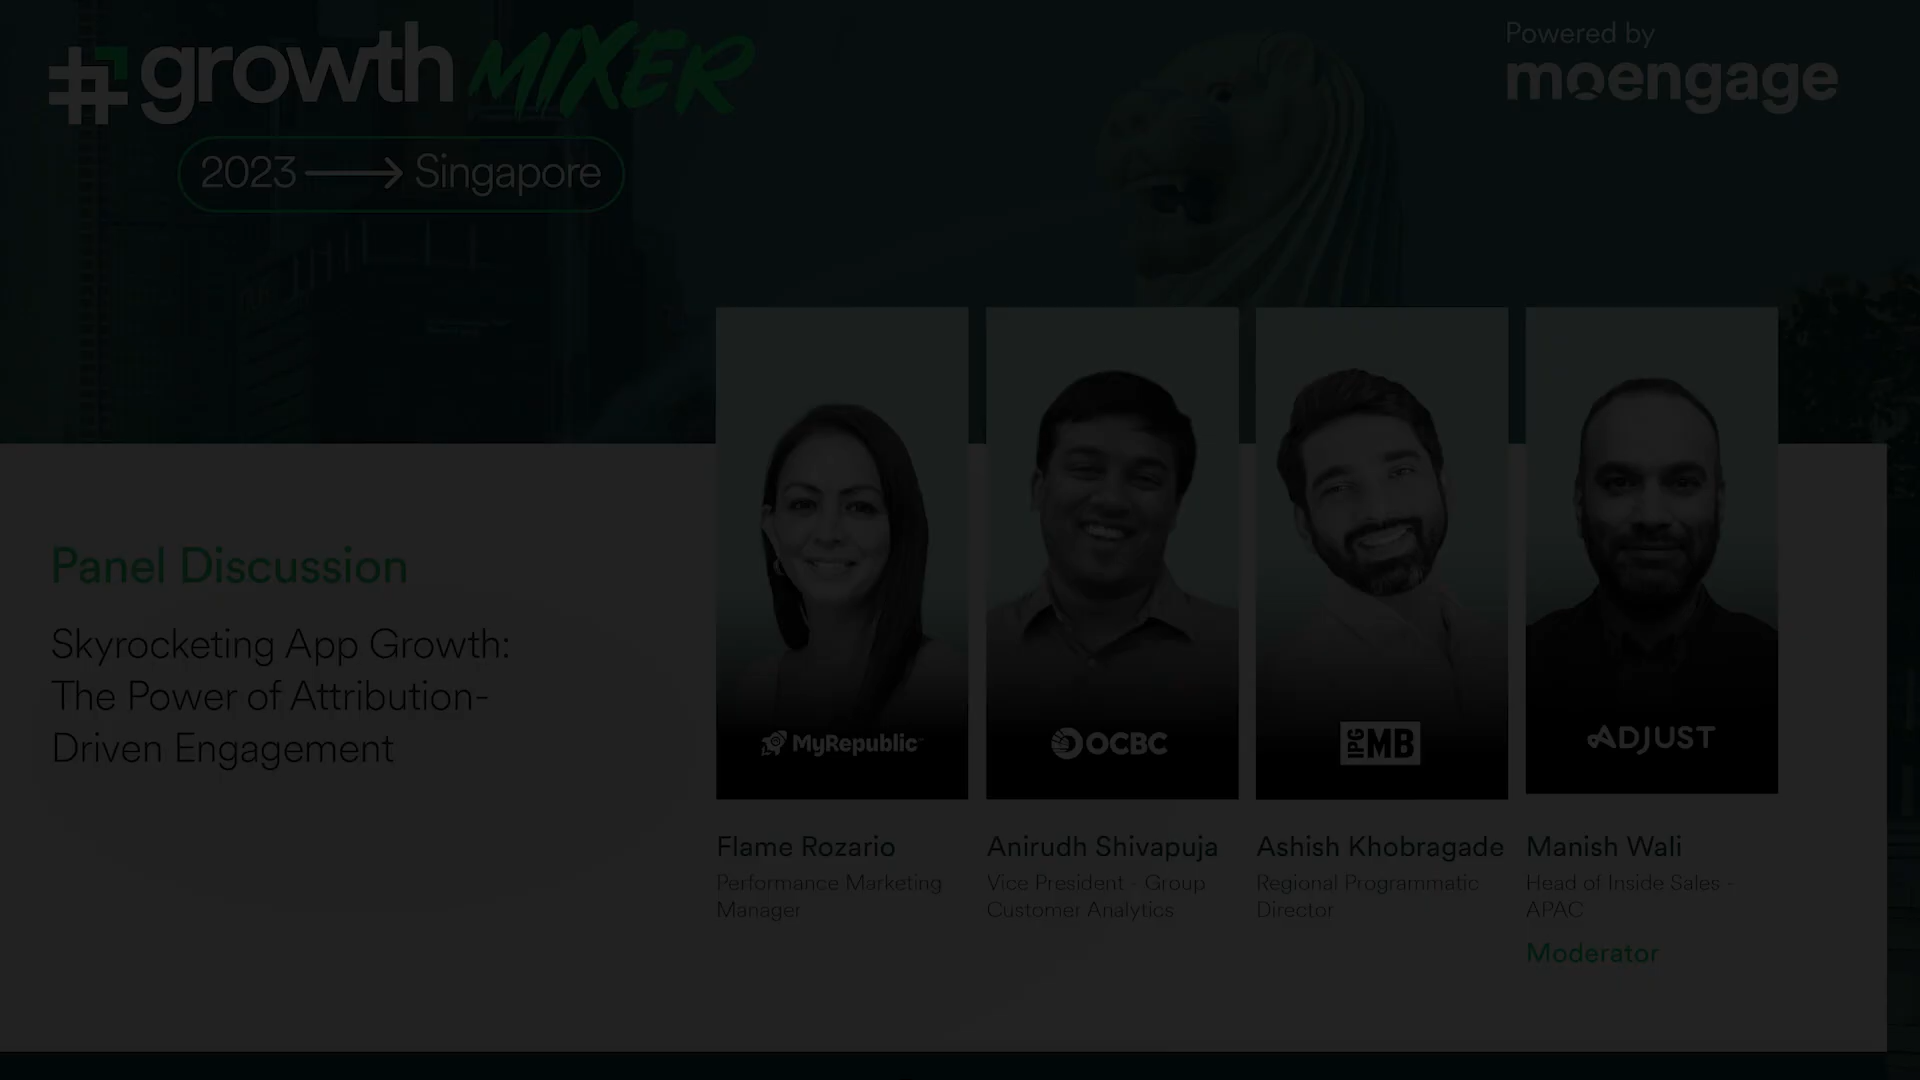 #growth MIXER
2023 → Singapore
Powered by
moengage
Panel Discussion
Skyrocketing App Growth:
The Power of Attribution-
Driven Engagement
MyRepublic
OCBC
IPG MB
ADJUST
Flame Rozario
Performance Marketing
Manager
Anirudh Shivapuja
Vice President - Group
Customer Analytics
Ashish Khobragade
Regional Programmatic
Director
Manish Wali
Head of Inside Sales -
APAC
Moderator